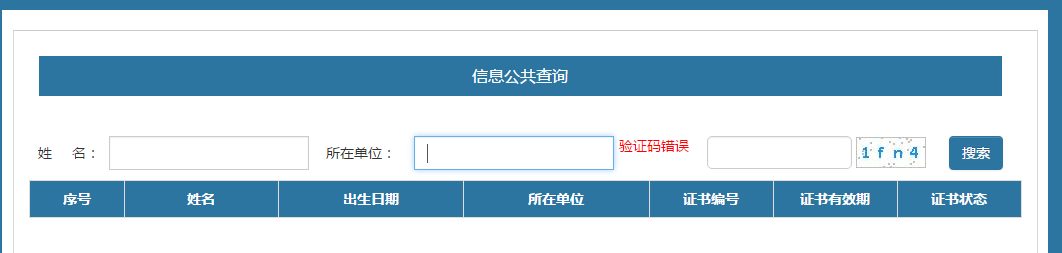 信息公共查询
姓 名： 所在单位： 验证码错误 1fn4 搜索
序号 姓名 出生日期 所在单位 证书编号 证书有效期 证书状态